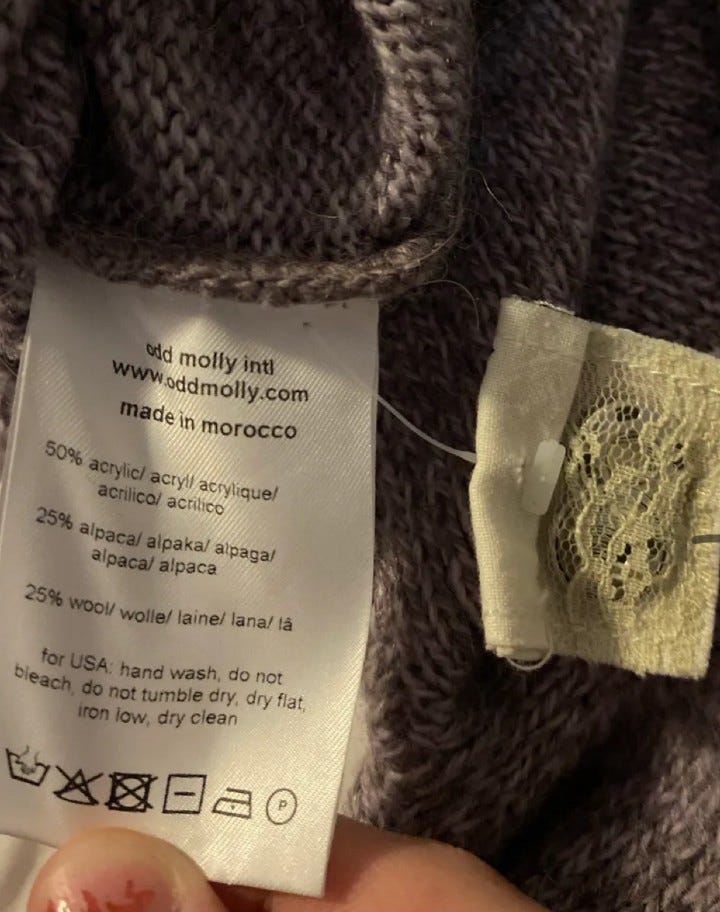 odd molly intl
www.oddmolly.com
made in morocco
50% acrylic/ acryl/ acrylique/
acrilico/ acrílico
25% alpaca/ alpaka/ alpaga/
alpaca/ alpaca
25% wool/ wolle/ laine/ lana/ lã
for USA: hand wash, do not
bleach, do not tumble dry, dry flat,
iron low, dry clean
P